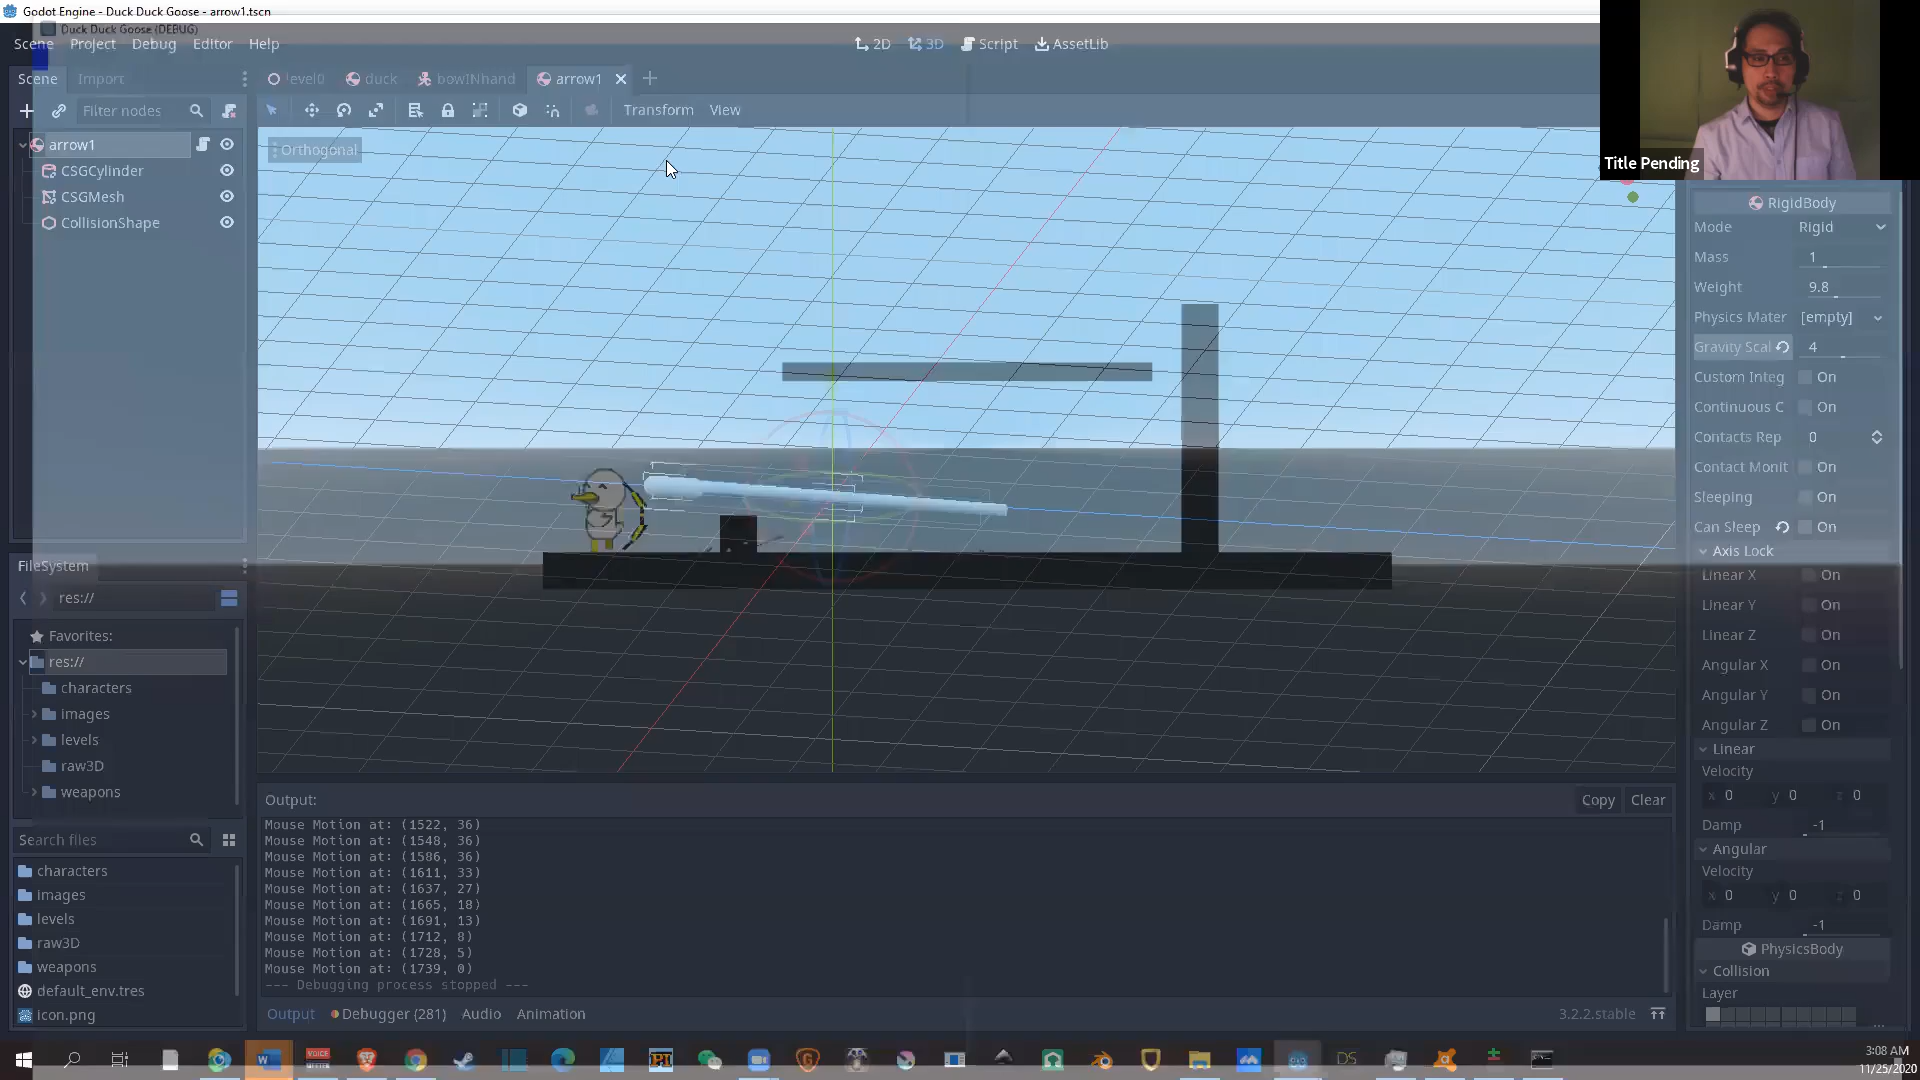 Godot Engine - Duck Duck Goose - arrow1.tscn
Duck Duck Goose (DEBUG)
Scene Project Debug Editor Help
2D 3D Script AssetLib
Scene Import
level0 duck bowINhand arrow1
Filter nodes
Transform View
Orthogonal
arrow1
CSGCylinder
CSGMesh
CollisionShape
Title Pending
RigidBody
Mode Rigid
Mass 1
Weight 9.8
Physics Mater [empty]
Gravity Scal 4
Custom Integ On
Continuous C On
Contacts Rep 0
Contact Monit On
Sleeping On
Can Sleep On
Axis Lock
Linear X On
Linear Y On
Linear Z On
Angular X On
Angular Y On
Angular Z On
Linear
Velocity
x 0 y 0 z 0
Damp -1
Angular
Velocity
x 0 y 0 z 0
Damp -1
PhysicsBody
Collision
Layer
FileSystem
res://
Favorites:
res://
characters
images
levels
raw3D
weapons
Search files
characters
images
levels
raw3D
weapons
default_env.tres
icon.png
Output: Copy Clear
Mouse Motion at: (1522, 36)
Mouse Motion at: (1548, 36)
Mouse Motion at: (1586, 36)
Mouse Motion at: (1611, 33)
Mouse Motion at: (1637, 27)
Mouse Motion at: (1665, 18)
Mouse Motion at: (1691, 13)
Mouse Motion at: (1712, 8)
Mouse Motion at: (1728, 5)
Mouse Motion at: (1739, 0)
--- Debugging process stopped ---
Output Debugger (281) Audio Animation 3.2.2.stable
VOICE
DS
3:08 AM
11/25/2020